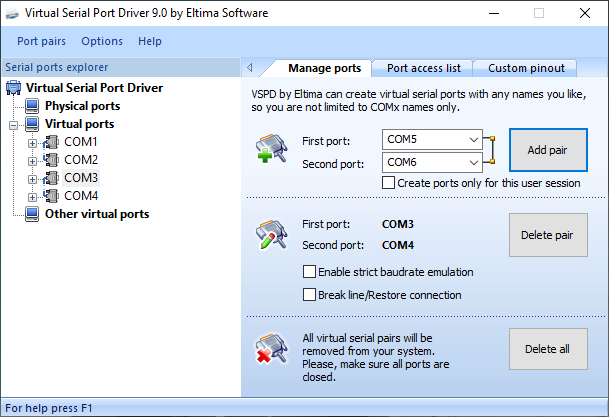 Virtual Serial Port Driver 9.0 by Eltima Software
Port pairs Options Help
Serial ports explorer
Virtual Serial Port Driver
Physical ports
Virtual ports
COM1
COM2
COM3
COM4
Other virtual ports
Manage ports Port access list Custom pinout
VSPD by Eltima can create virtual serial ports with any names you like,
so you are not limited to COMx names only.
First port: COM5
Second port: COM6
Add pair
Create ports only for this user session
First port: COM3
Second port: COM4
Delete pair
Enable strict baudrate emulation
Break line/Restore connection
All virtual serial pairs will be
removed from your system.
Please, make sure all ports are
closed.
Delete all
For help press F1